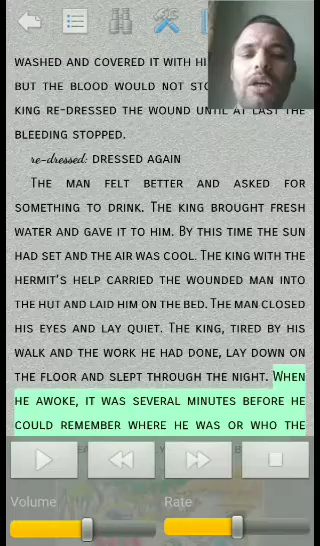 WASHED AND COVERED IT WITH
BUT THE BLOOD WOULD NOT
KING RE-DRESSED THE WOUND UNTIL AT LAST THE
BLEEDING STOPPED.
re-dressed: DRESSED AGAIN
THE MAN FELT BETTER AND ASKED FOR
SOMETHING TO DRINK. THE KING BROUGHT FRESH
WATER AND GAVE IT TO HIM. BY THIS TIME THE SUN
HAD SET AND THE AIR WAS COOL. THE KING WITH THE
HERMIT'S HELP CARRIED THE WOUNDED MAN INTO
THE HUT AND LAID HIM ON THE BED. THE MAN CLOSED
HIS EYES AND LAY QUIET. THE KING, TIRED BY HIS
WALK AND THE WORK HE HAD DONE, LAY DOWN ON
THE FLOOR AND SLEPT THROUGH THE NIGHT. WHEN
HE AWOKE, IT WAS SEVERAL MINUTES BEFORE HE
COULD REMEMBER WHERE HE WAS OR WHO THE
Volume Rate